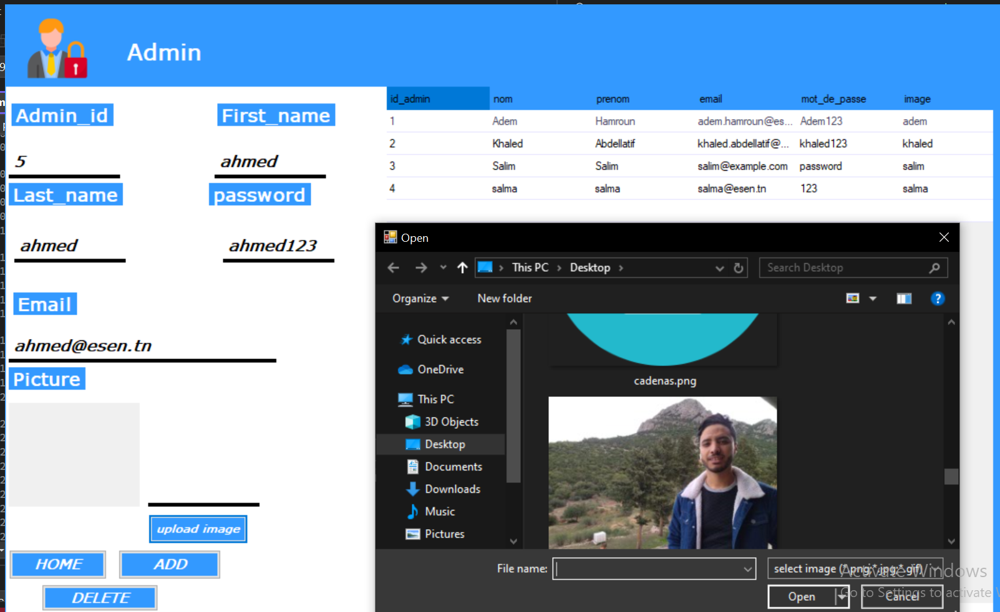 Admin
id_admin nom prenom email mot_de_passe image
1 Adem Hamroun adem.hamroun@es... Adem123 adem
2 Khaled Abdellatif khaled.abdellatif@... khaled123 khaled
3 Salim Salim salim@example.com password salim
4 salma salma salma@esen.tn 123 salma
Admin_id First_name
5 ahmed
Last_name password
ahmed ahmed123
Email
ahmed@esen.tn
Picture
upload image
HOME ADD
DELETE
Open
This PC Desktop
Search Desktop
Organize New folder
Quick access
OneDrive
This PC
3D Objects
Desktop
Documents
Downloads
Music
Pictures
cadenas.png
File name:
select image (*.png;*.jpg;*.gif)
Open Cancel
Activate Windows
Go to Settings to activate